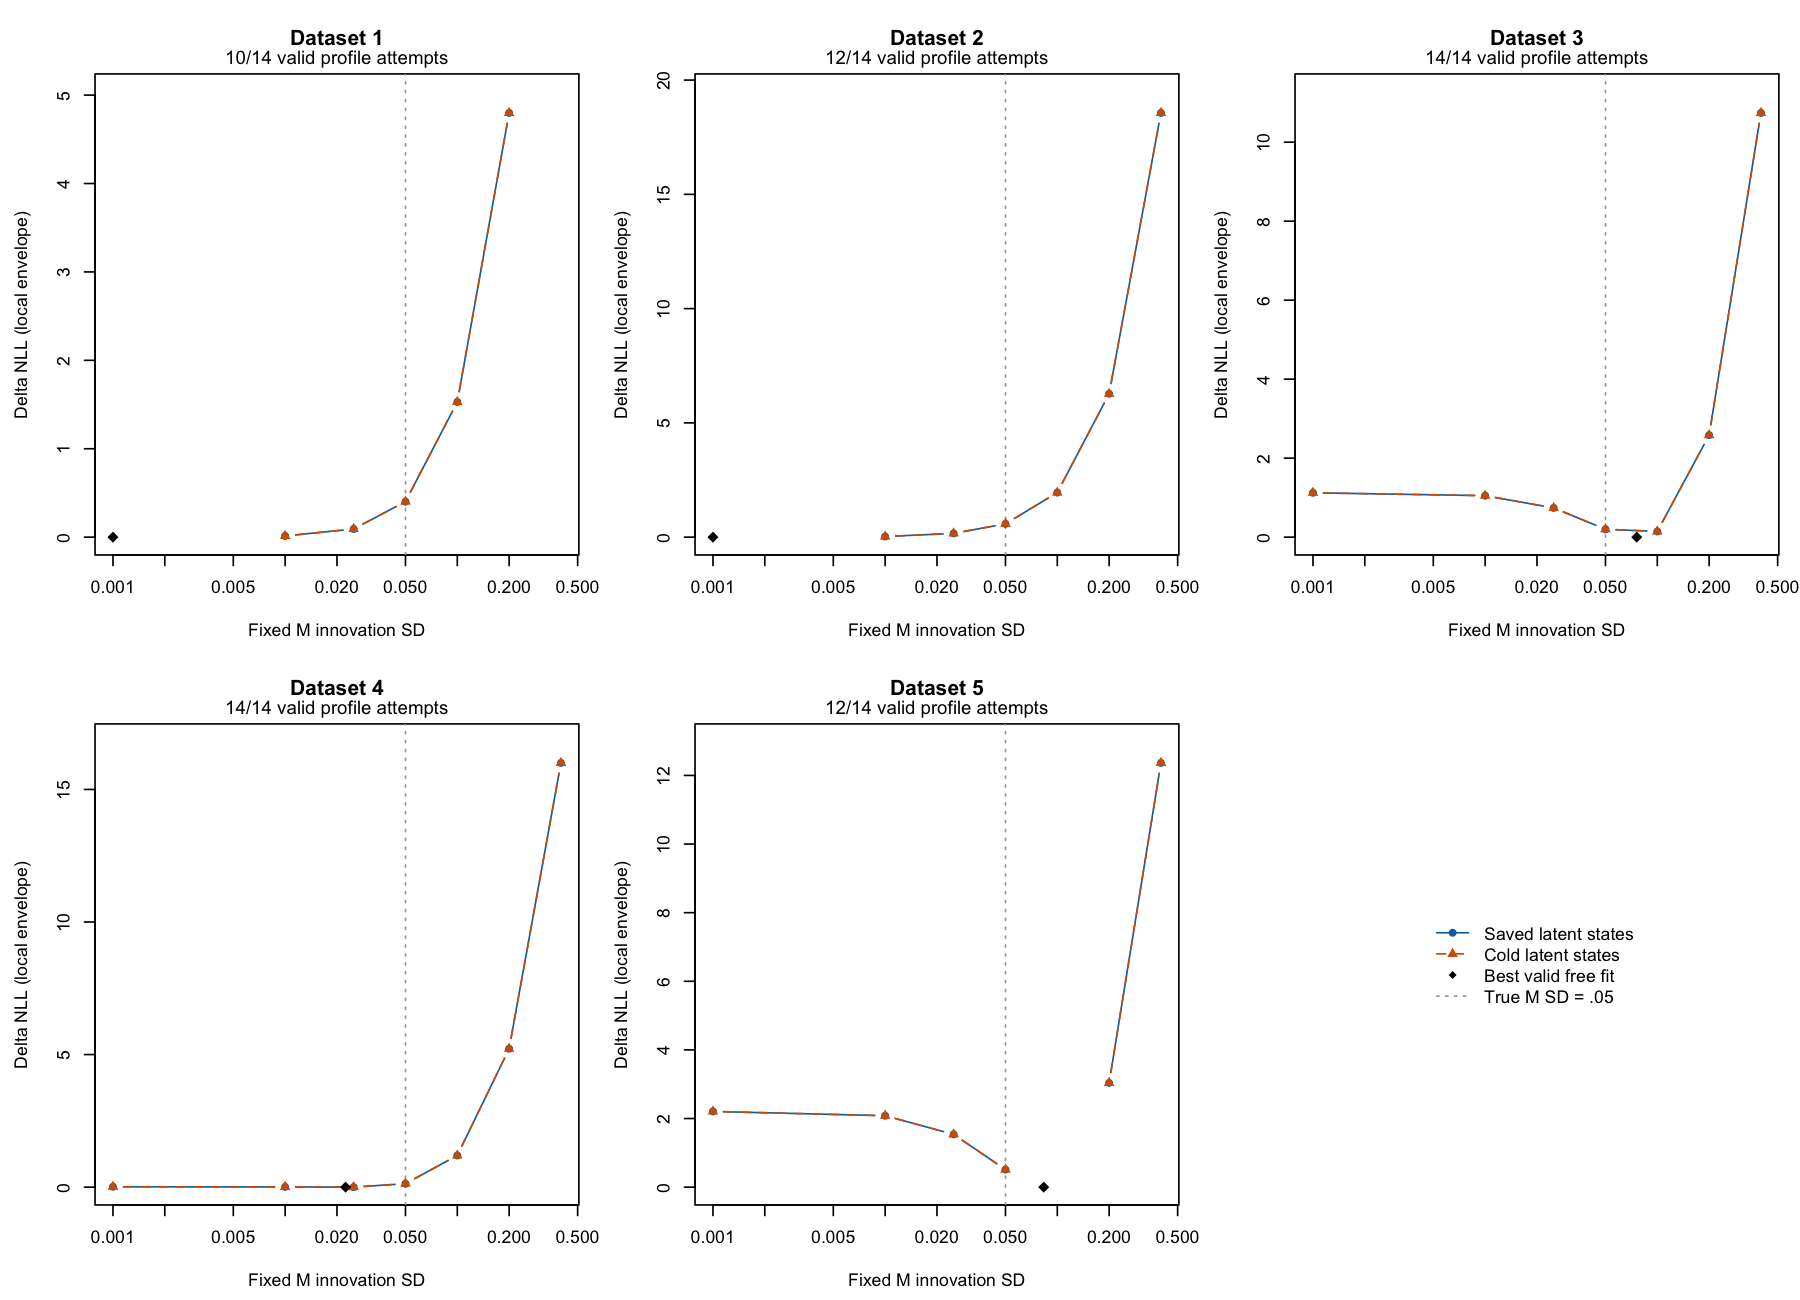 Dataset 1
10/14 valid profile attempts
Delta NLL (local envelope)
5
4
3
2
1
0
0.001 0.005 0.020 0.050 0.200 0.500
Fixed M innovation SD
Dataset 2
12/14 valid profile attempts
Delta NLL (local envelope)
20
15
10
5
0
0.001 0.005 0.020 0.050 0.200 0.500
Fixed M innovation SD
Dataset 3
14/14 valid profile attempts
Delta NLL (local envelope)
10
8
6
4
2
0
0.001 0.005 0.020 0.050 0.200 0.500
Fixed M innovation SD
Dataset 4
14/14 valid profile attempts
Delta NLL (local envelope)
15
10
5
0
0.001 0.005 0.020 0.050 0.200 0.500
Fixed M innovation SD
Dataset 5
12/14 valid profile attempts
Delta NLL (local envelope)
12
10
8
6
4
2
0
0.001 0.005 0.020 0.050 0.200 0.500
Fixed M innovation SD
Saved latent states
Cold latent states
Best valid free fit
True M SD = .05